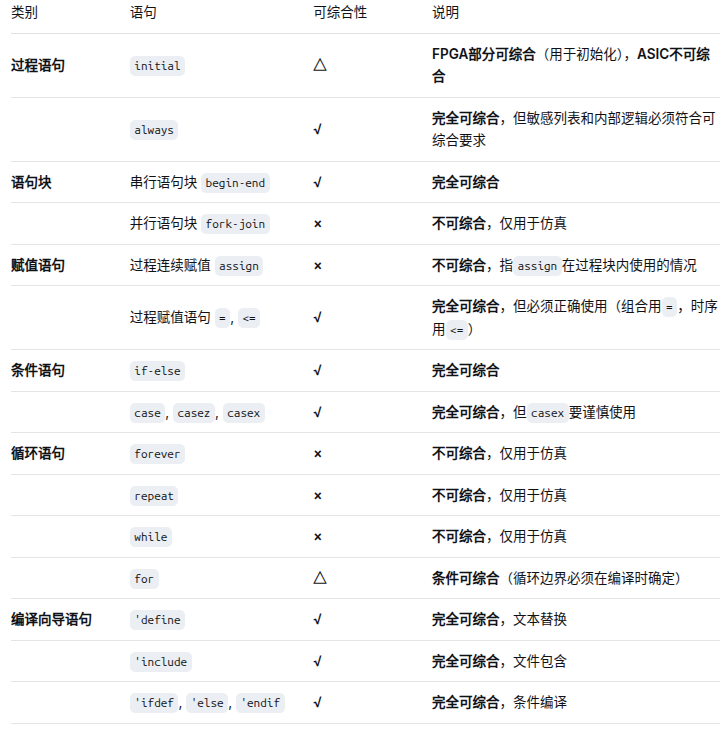 类别 语句 可综合性 说明
过程语句 initial △ FPGA部分可综合（用于初始化），ASIC不可综
合
always √ 完全可综合，但敏感列表和内部逻辑必须符合可
综合要求
语句块 串行语句块 begin-end √ 完全可综合
并行语句块 fork-join × 不可综合，仅用于仿真
赋值语句 过程连续赋值 assign × 不可综合，指 assign 在过程块内使用的情况
过程赋值语句 =, <= √ 完全可综合，但必须正确使用（组合用 =，时序
用 <=）
条件语句 if-else √ 完全可综合
case, casez, casex √ 完全可综合，但 casex 要谨慎使用
循环语句 forever × 不可综合，仅用于仿真
repeat × 不可综合，仅用于仿真
while × 不可综合，仅用于仿真
for △ 条件可综合（循环边界必须在编译时确定）
编译向导语句 'define √ 完全可综合，文本替换
'include √ 完全可综合，文件包含
'ifdef, 'else, 'endif √ 完全可综合，条件编译